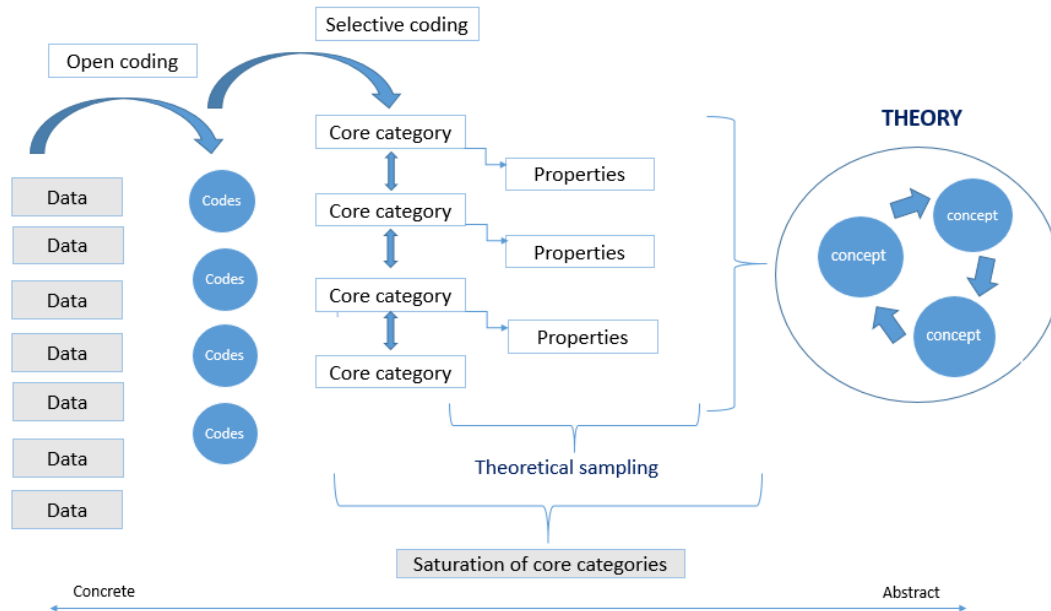 Selective coding
Open coding
Data
Data
Data
Data
Data
Data
Data
Codes
Codes
Codes
Codes
Core category
Core category
Core category
Core category
Properties
Properties
Properties
THEORY
concept
concept
concept
Theoretical sampling
Saturation of core categories
Concrete
Abstract